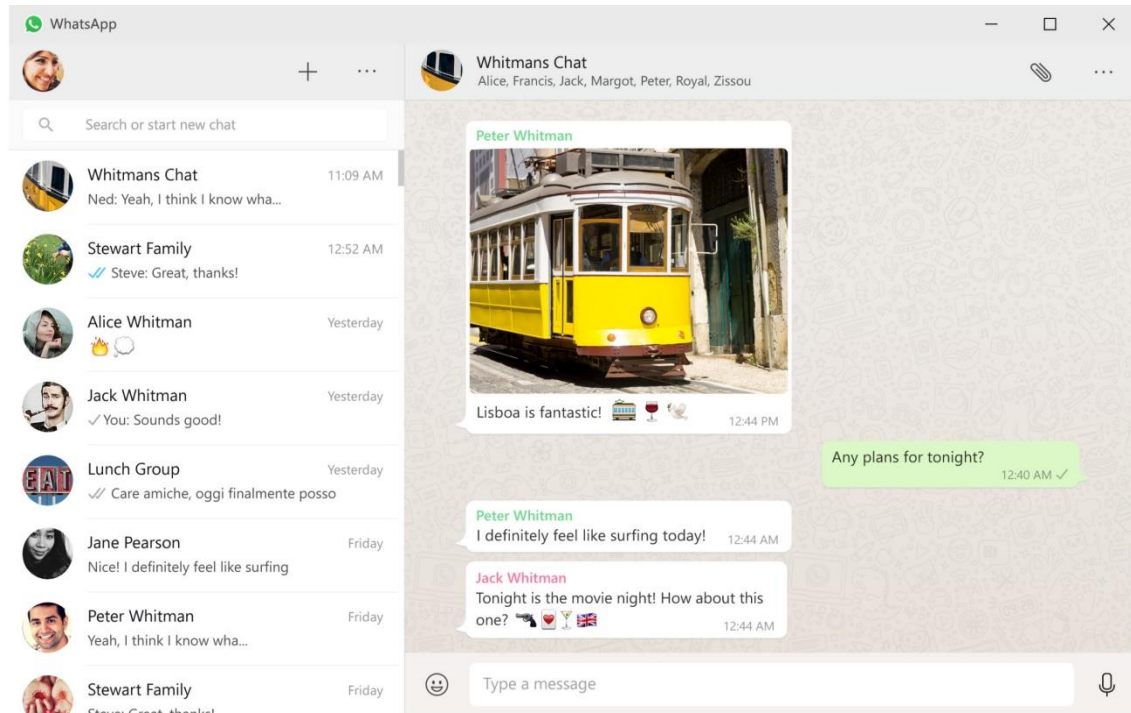 WhatsApp
Search or start new chat
Whitmans Chat
11:09 AM
Ned: Yeah, I think I know wha...
Stewart Family
12:52 AM
Steve: Great, thanks!
Alice Whitman
Yesterday
Jack Whitman
Yesterday
You: Sounds good!
EAT
Lunch Group
Yesterday
Care amiche, oggi finalmente posso
Jane Pearson
Friday
Nice! I definitely feel like surfing
Peter Whitman
Friday
Yeah, I think I know wha...
Stewart Family
Friday
Steve: Great, thanks!
Whitmans Chat
Alice, Francis, Jack, Margot, Peter, Royal, Zissou
Peter Whitman
Lisboa is fantastic! 🚋🍷🕊
12:44 PM
Any plans for tonight?
12:40 AM
Peter Whitman
I definitely feel like surfing today!
12:44 AM
Jack Whitman
Tonight is the movie night! How about this
one? 🔫🃏🍸🇬🇧
12:44 AM
Type a message